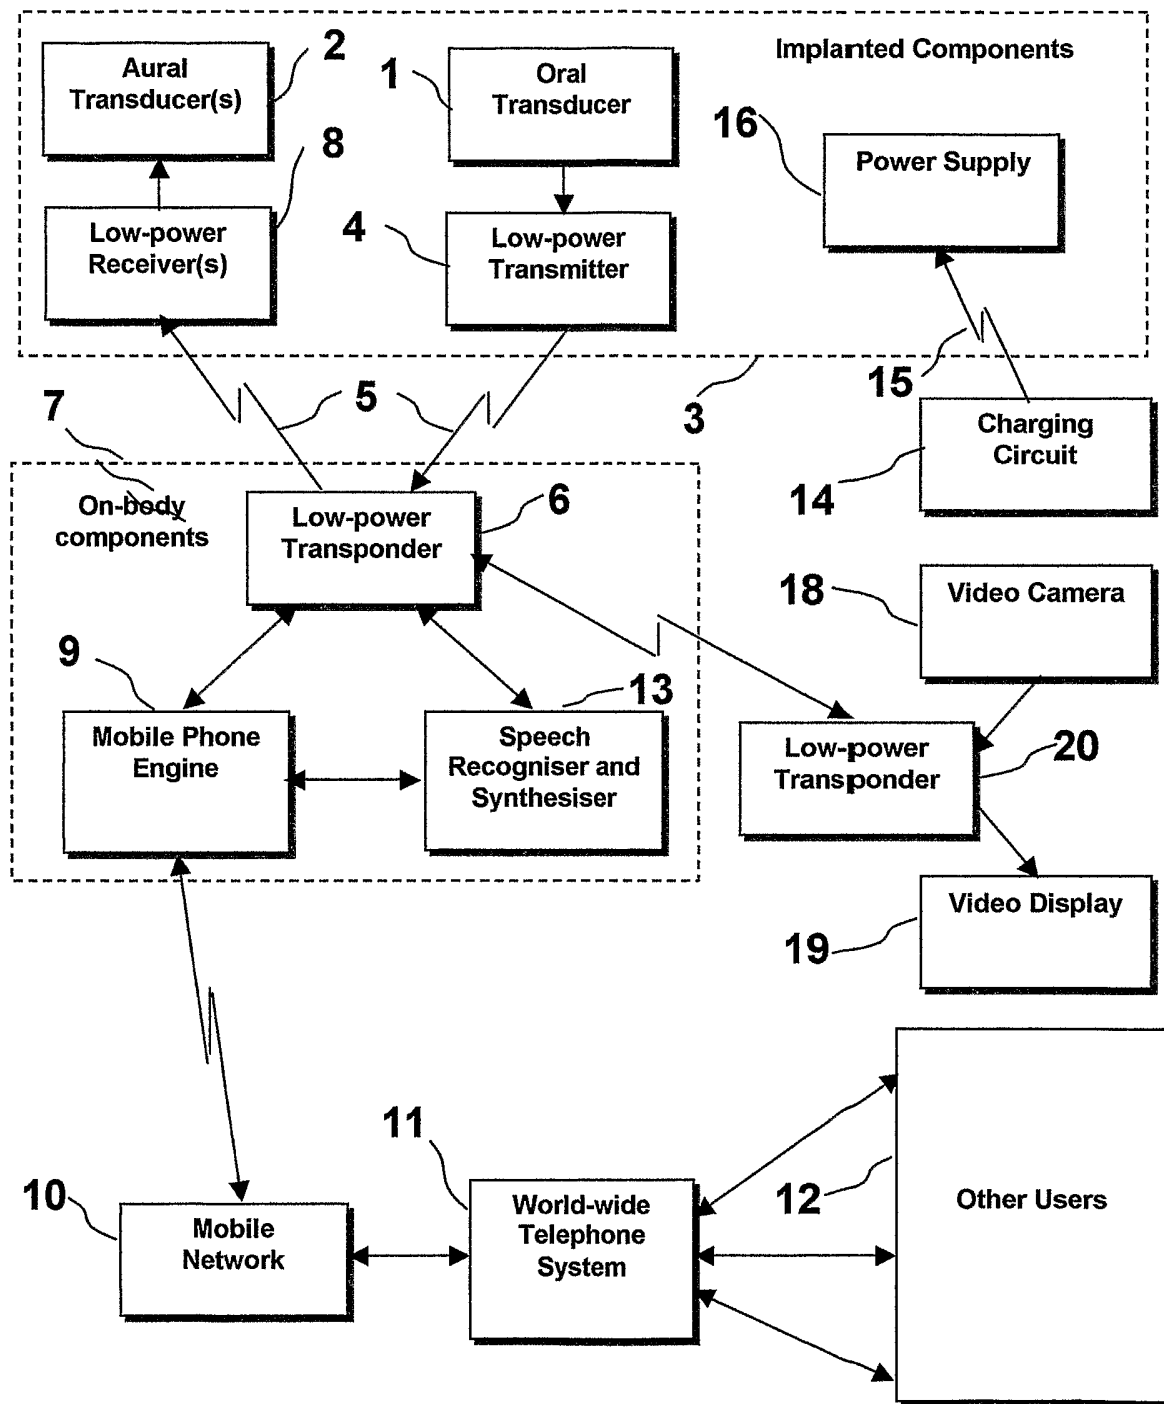 2
Aural
Transducer(s)
1
Oral
Transducer
Implanted Components
16
Power Supply
8
Low-power
Receiver(s)
4
Low-power
Transmitter
15
7
5
3
Charging
Circuit
14
On-body
components
Low-power
Transponder
6
18
Video Camera
9
13
Mobile Phone
Engine
Speech
Recogniser and
Synthesiser
Low-power
Transponder
20
Video Display
19
11
10
Mobile
Network
World-wide
Telephone
System
12
Other Users